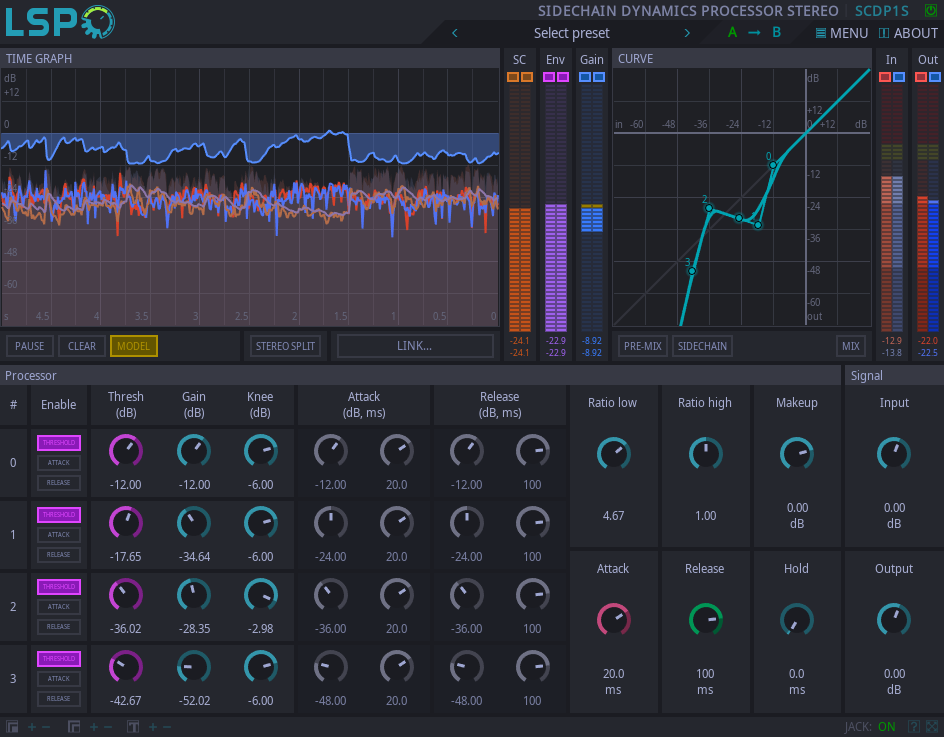 LSP
SIDECHAIN DYNAMICS PROCESSOR STEREO SCDP1S
Select preset A B MENU ABOUT
TIME GRAPH SC Env Gain CURVE In Out
dB
+12
0
-12
-48
-60
s 4.5 4 3.5 3 2.5 2 1.5 1 0.5 0
dB
+12
in -60 -48 -36 -24 -12 0 +12 dB
-12
-24
-36
-48
-60
out
0
2
3
-24.1 -22.9 -8.92 -12.9 -22.0
-24.1 -22.9 -8.92 -13.8 -22.5
PAUSE CLEAR MODEL STEREO SPLIT LINK... PRE-MIX SIDECHAIN MIX
Processor Signal
# Enable Thresh (dB) Gain (dB) Knee (dB) Attack (dB, ms) Release (dB, ms) Ratio low Ratio high Makeup Input
0 THRESHOLD ATTACK RELEASE -12.00 -12.00 -6.00 -12.00 20.0 -12.00 100
4.67 1.00 0.00 dB 0.00 dB
1 THRESHOLD ATTACK RELEASE -17.65 -34.64 -6.00 -24.00 20.0 -24.00 100
Attack Release Hold Output
2 THRESHOLD ATTACK RELEASE -36.02 -28.35 -2.98 -36.00 20.0 -36.00 100
3 THRESHOLD ATTACK RELEASE -42.67 -52.02 -6.00 -48.00 20.0 -48.00 100
20.0 ms 100 ms 0.0 ms 0.00 dB
JACK: ON